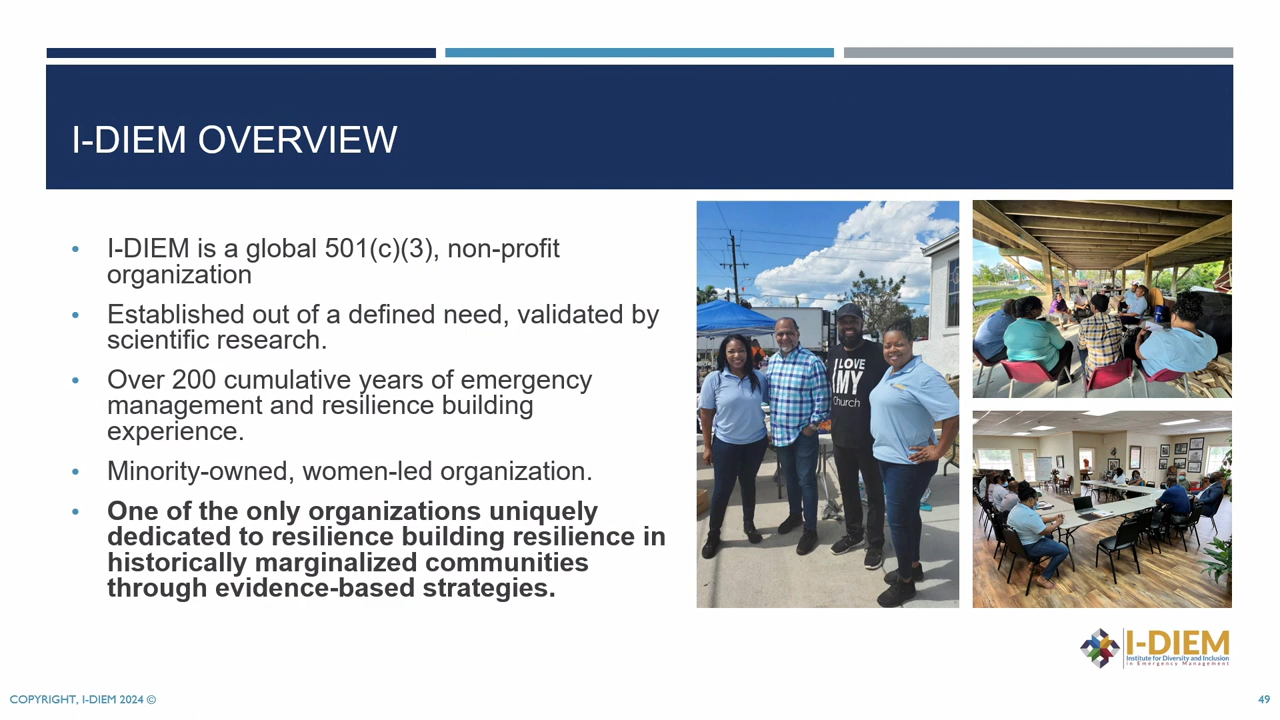 I-DIEM OVERVIEW
• I-DIEM is a global 501(c)(3), non-profit
organization
• Established out of a defined need, validated by
scientific research.
• Over 200 cumulative years of emergency
management and resilience building
experience.
• Minority-owned, women-led organization.
• One of the only organizations uniquely
dedicated to resilience building resilience in
historically marginalized communities
through evidence-based strategies.
I LOVE
MY
Church
I-DIEM
Institute for Diversity and Inclusion
in Emergency Management
COPYRIGHT, I-DIEM 2024 ©
49